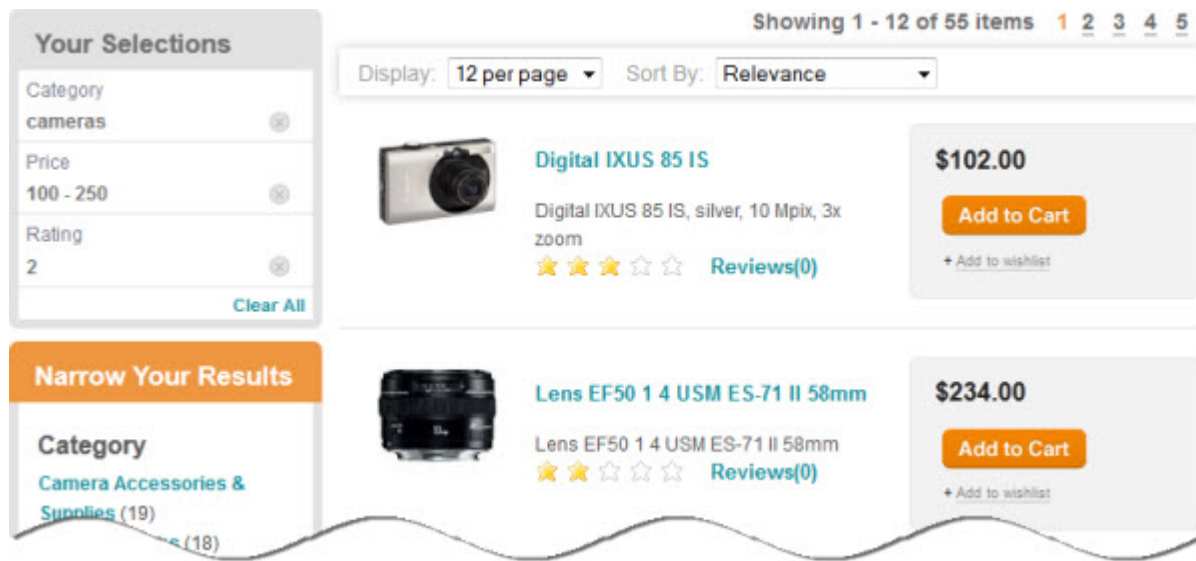 Your Selections
Category
cameras
Price
100 - 250
Rating
2
Clear All
Narrow Your Results
Category
Camera Accessories &
Supplies (19)
(18)
Showing 1 - 12 of 55 items 1 2 3 4 5
Display: 12 per page Sort By: Relevance
Digital IXUS 85 IS
Digital IXUS 85 IS, silver, 10 Mpix, 3x
zoom
Reviews(0)
$102.00
Add to Cart
+ Add to wishlist
Lens EF50 1 4 USM ES-71 II 58mm
Lens EF50 1 4 USM ES-71 II 58mm
Reviews(0)
$234.00
Add to Cart
+ Add to wishlist